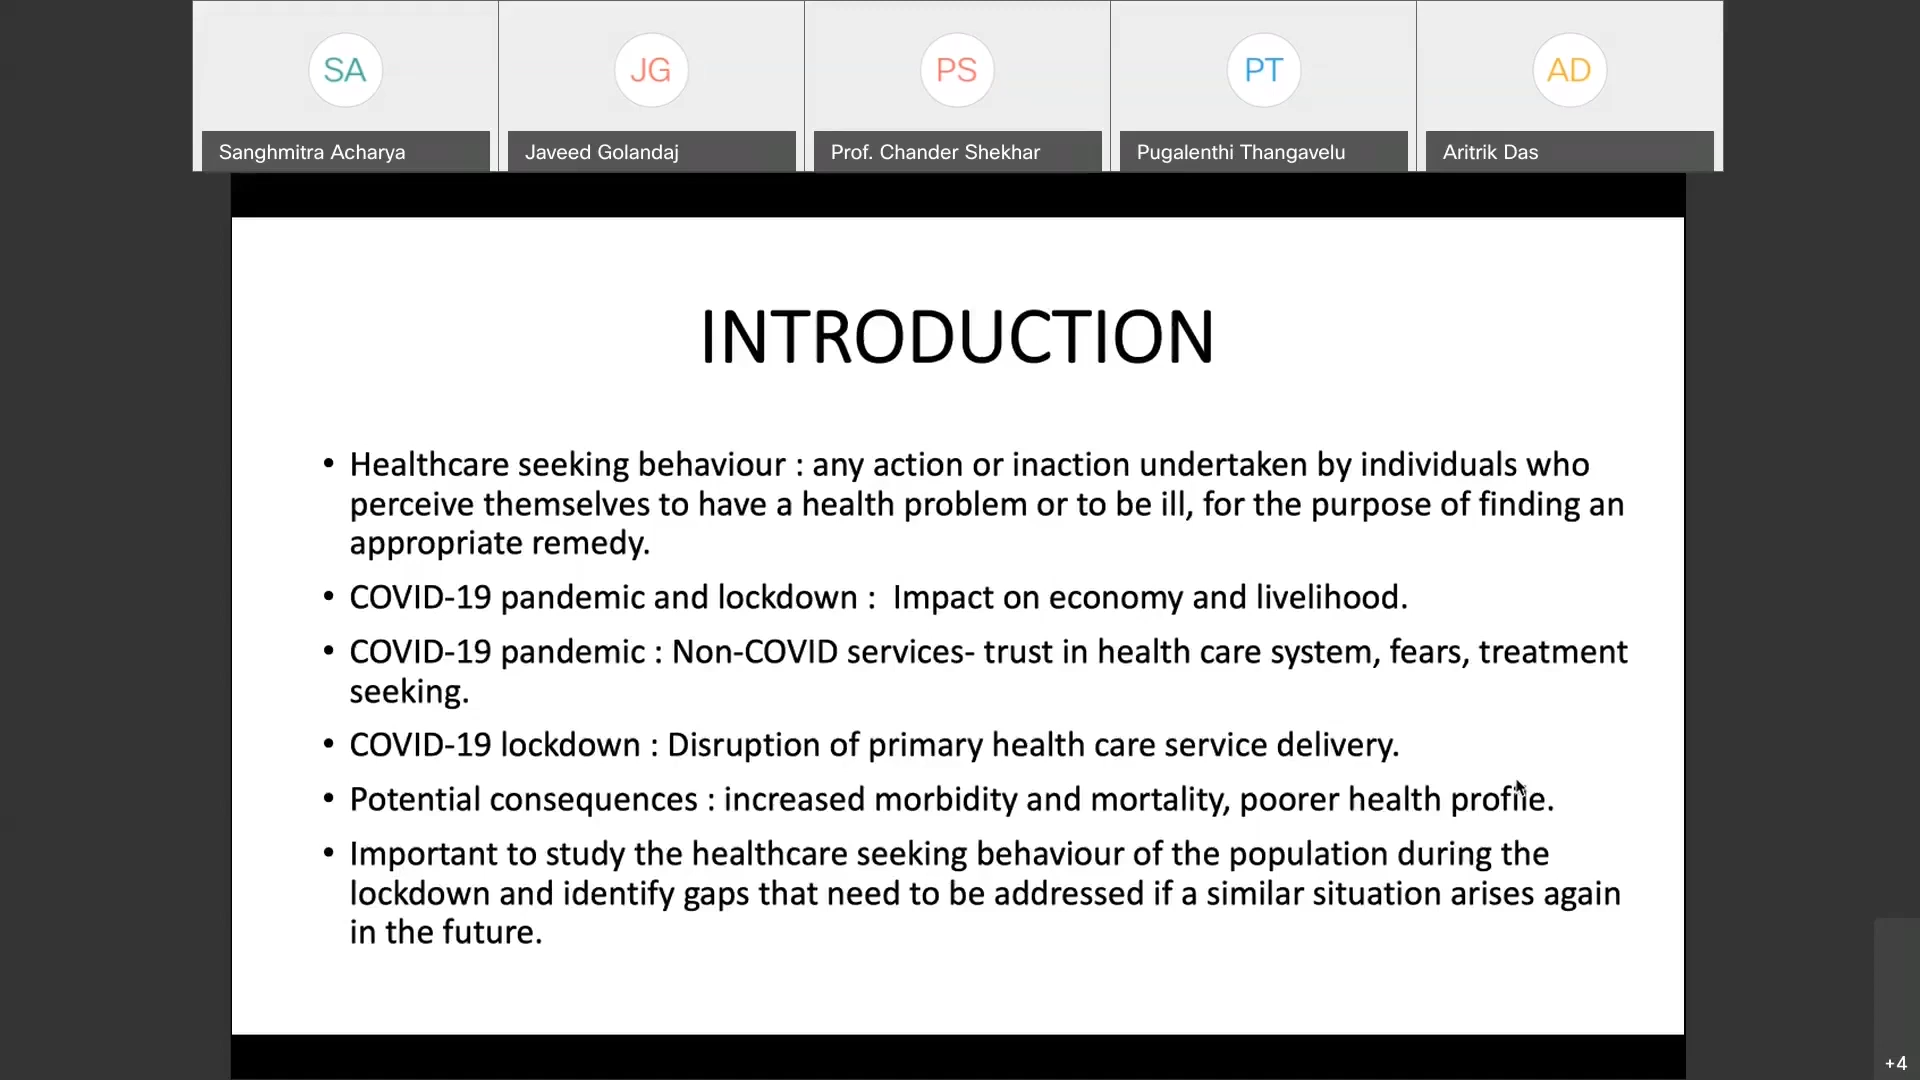 SA
JG
PS
PT
AD
Sanghmitra Acharya
Javeed Golandaj
Prof. Chander Shekhar
Pugalenthi Thangavelu
Aritrik Das
INTRODUCTION
• Healthcare seeking behaviour : any action or inaction undertaken by individuals who
perceive themselves to have a health problem or to be ill, for the purpose of finding an
appropriate remedy.
• COVID-19 pandemic and lockdown :  Impact on economy and livelihood.
• COVID-19 pandemic : Non-COVID services- trust in health care system, fears, treatment
seeking.
• COVID-19 lockdown : Disruption of primary health care service delivery.
• Potential consequences : increased morbidity and mortality, poorer health profile.
• Important to study the healthcare seeking behaviour of the population during the
lockdown and identify gaps that need to be addressed if a similar situation arises again
in the future.
+4